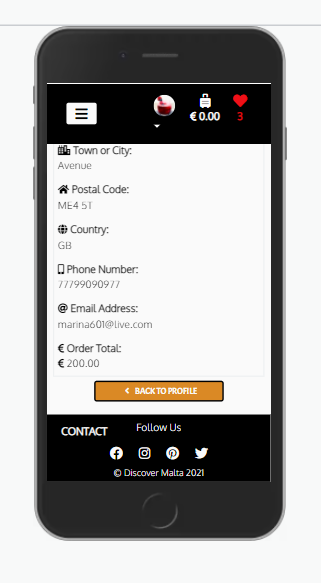 € 0.00
3
Town or City:
Avenue
Postal Code:
ME4 5T
Country:
GB
Phone Number:
77799090977
Email Address:
marina601@live.com
€ Order Total:
€ 200.00
BACK TO PROFILE
CONTACT
Follow Us
© Discover Malta 2021